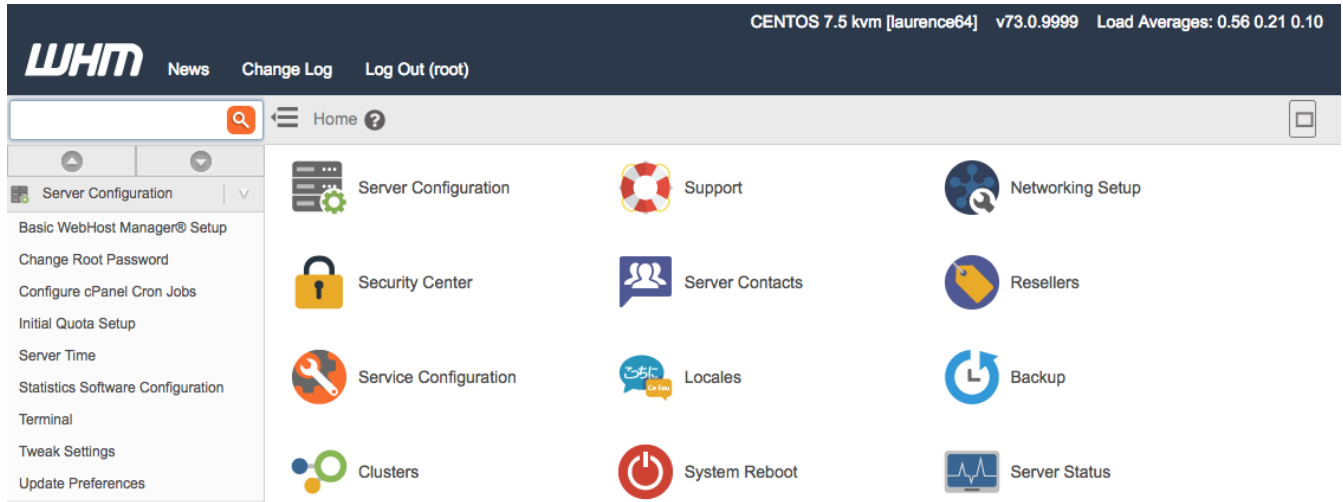 CENTOS 7.5 kvm [laurence64] v73.0.9999 Load Averages: 0.56 0.21 0.10
WHM News Change Log Log Out (root)
Home
Server Configuration
Basic WebHost Manager® Setup
Change Root Password
Configure cPanel Cron Jobs
Initial Quota Setup
Server Time
Statistics Software Configuration
Terminal
Tweak Settings
Update Preferences
Server Configuration Support Networking Setup
Security Center Server Contacts Resellers
Service Configuration Locales Backup
Clusters System Reboot Server Status